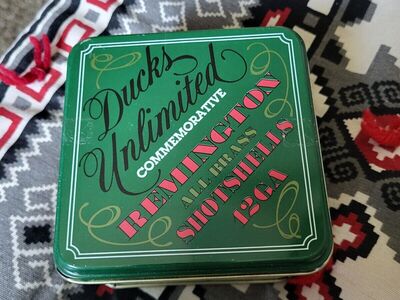 Ducks
Unlimited
COMMEMORATIVE
REMINGTON
ALL BRASS
SHOTSHELLS
12GA